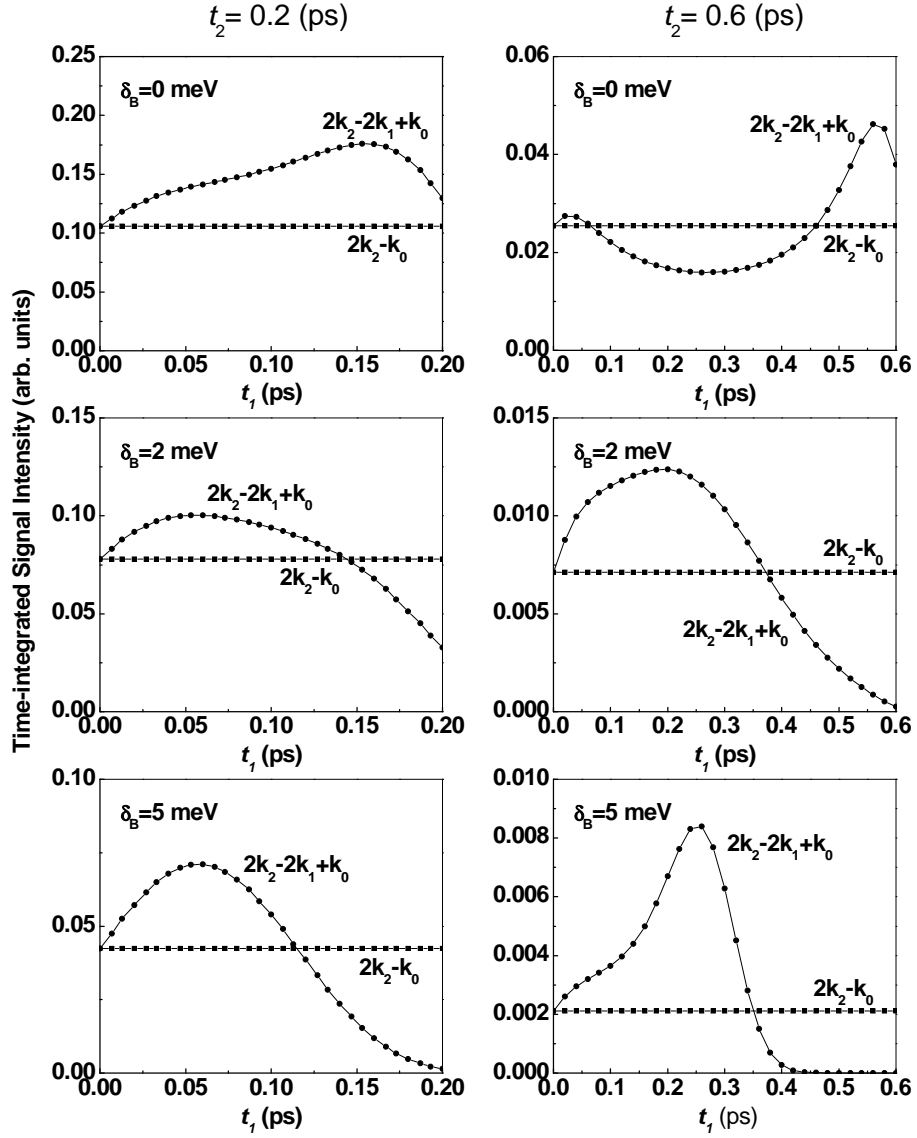 t₂= 0.2 (ps)
t₂= 0.6 (ps)
Time-integrated Signal Intensity (arb. units)
0.25
0.20
0.15
0.10
0.05
0.00
δ_B=0 meV
2k₂-2k₁+k₀
2k₂-k₀
0.00 0.05 0.10 0.15 0.20
t₁ (ps)
0.06
0.04
0.02
0.00
δ_B=0 meV
2k₂-2k₁+k₀
2k₂-k₀
0.0 0.1 0.2 0.3 0.4 0.5 0.6
t₁ (ps)
0.15
0.10
0.05
0.00
δ_B=2 meV
2k₂-2k₁+k₀
2k₂-k₀
0.00 0.05 0.10 0.15 0.20
t₁ (ps)
0.015
0.010
0.005
0.000
δ_B=2 meV
2k₂-k₀
2k₂-2k₁+k₀
0.0 0.1 0.2 0.3 0.4 0.5 0.6
t₁ (ps)
0.10
0.05
0.00
δ_B=5 meV
2k₂-2k₁+k₀
2k₂-k₀
0.00 0.05 0.10 0.15 0.20
t₁ (ps)
0.010
0.008
0.006
0.004
0.002
0.000
δ_B=5 meV
2k₂-2k₁+k₀
2k₂-k₀
0.0 0.1 0.2 0.3 0.4 0.5 0.6
t₁ (ps)